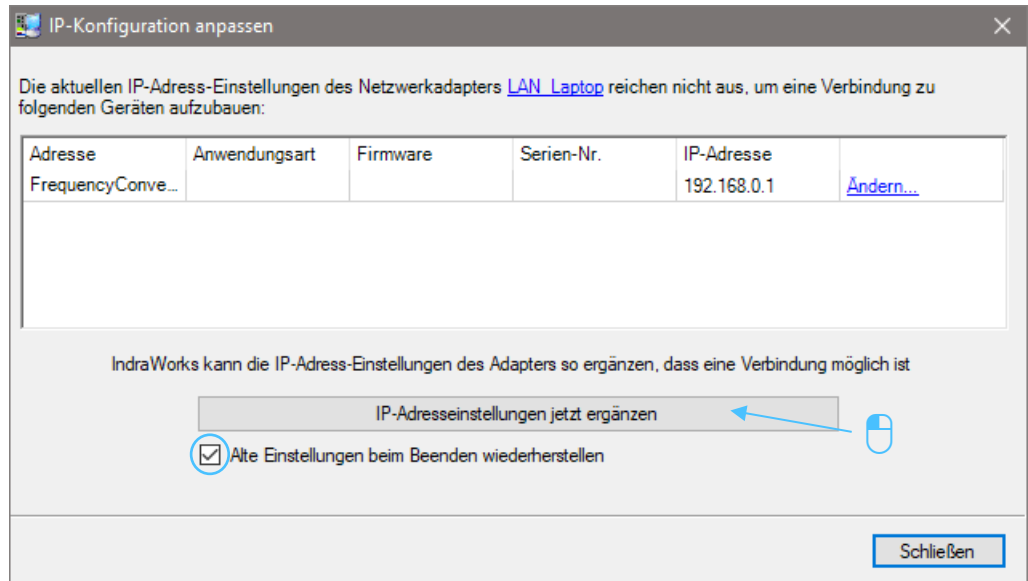 IP-Konfiguration anpassen
Die aktuellen IP-Adress-Einstellungen des Netzwerkadapters LAN_Laptop reichen nicht aus, um eine Verbindung zu
folgenden Geräten aufzubauen:
Adresse Anwendungsart Firmware Serien-Nr. IP-Adresse
FrequencyConve... 192.168.0.1 Ändern...
IndraWorks kann die IP-Adress-Einstellungen des Adapters so ergänzen, dass eine Verbindung möglich ist
IP-Adresseinstellungen jetzt ergänzen
Alte Einstellungen beim Beenden wiederherstellen
Schließen